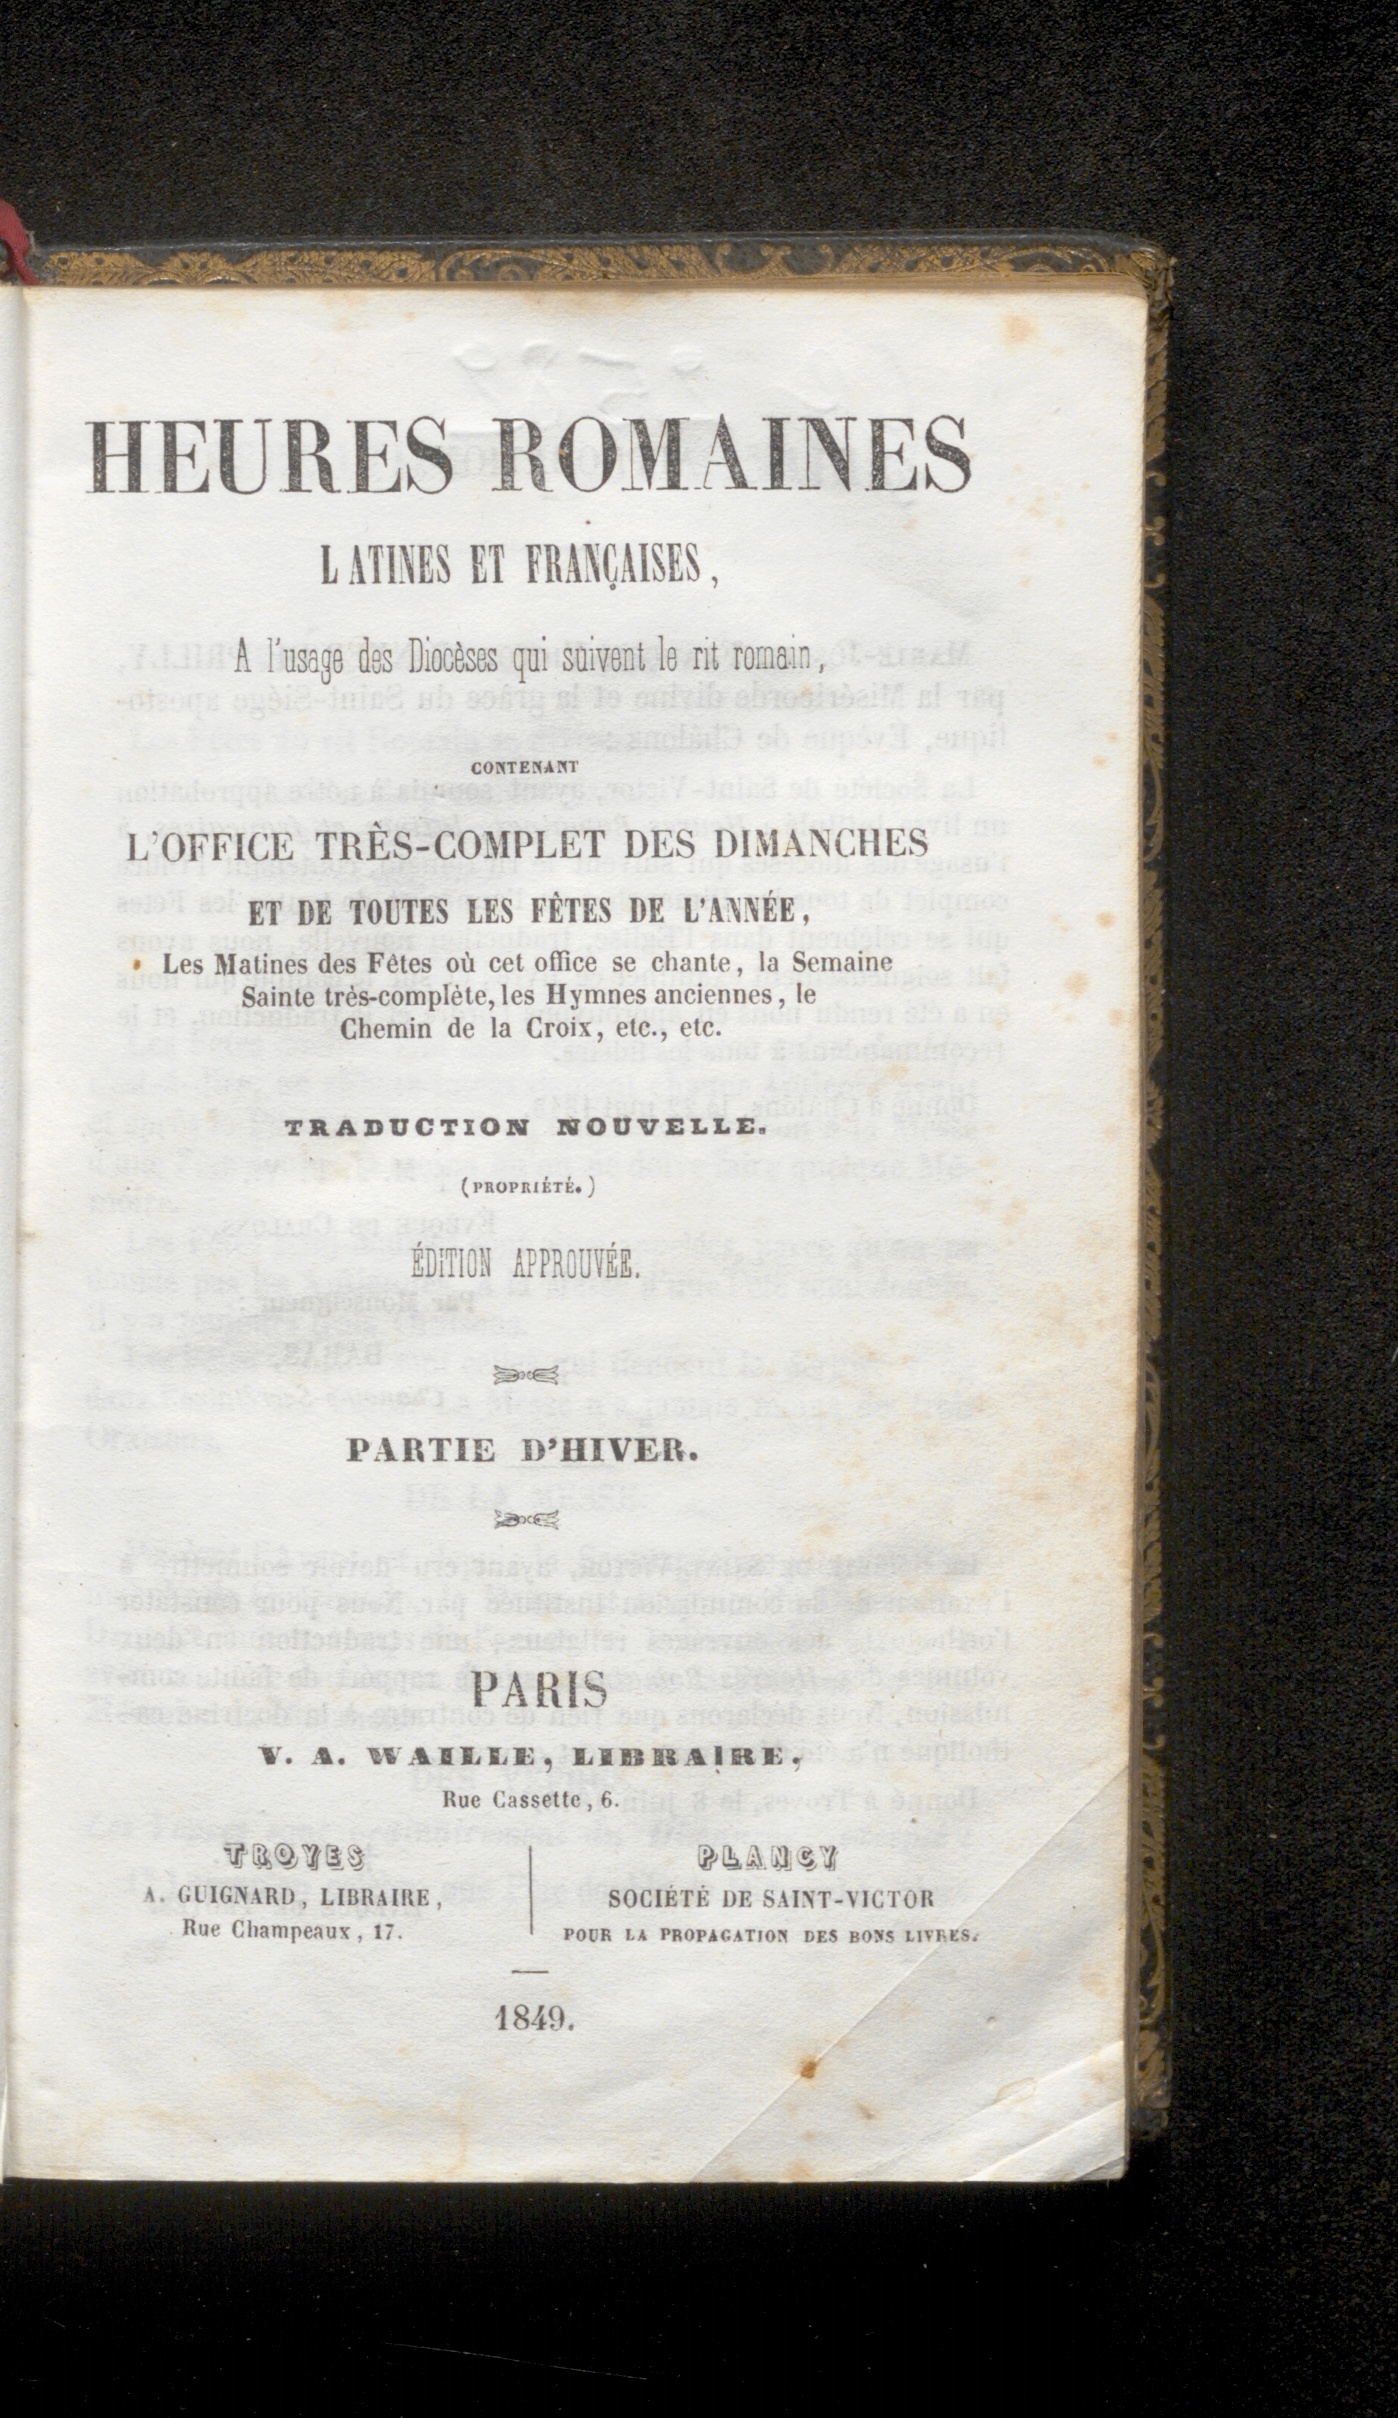 HEURES ROMAINES
LATINES ET FRANÇAISES,
A l'usage des Diocèses qui suivent le rit romain,
CONTENANT
L'OFFICE TRÈS-COMPLET DES DIMANCHES
ET DE TOUTES LES FÊTES DE L'ANNÉE,
Les Matines des Fêtes où cet office se chante, la Semaine
Sainte très-complète, les Hymnes anciennes, le
Chemin de la Croix, etc., etc.
TRADUCTION NOUVELLE.
(PROPRIÉTÉ.)
ÉDITION APPROUVÉE.
PARTIE D'HIVER.
PARIS
V. A. WAILLE, LIBRAIRE,
Rue Cassette, 6.
TROYES
A. GUIGNARD, LIBRAIRE,
Rue Champeaux, 17.
PLANCY
SOCIÉTÉ DE SAINT-VICTOR
POUR LA PROPAGATION DES BONS LIVRES.
1849.